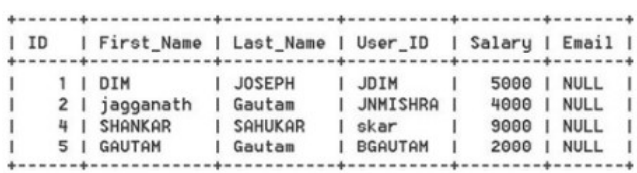 | ID | First_Name | Last_Name | User_ID | Salary | Email |
| 1 | DIM | JOSEPH | JDIM | 5000 | NULL |
| 2 | jagganath | Gautam | JNMISHRA | 4000 | NULL |
| 4 | SHANKAR | SAHUKAR | skar | 9000 | NULL |
| 5 | GAUTAM | Gautam | BGAUTAM | 2000 | NULL |